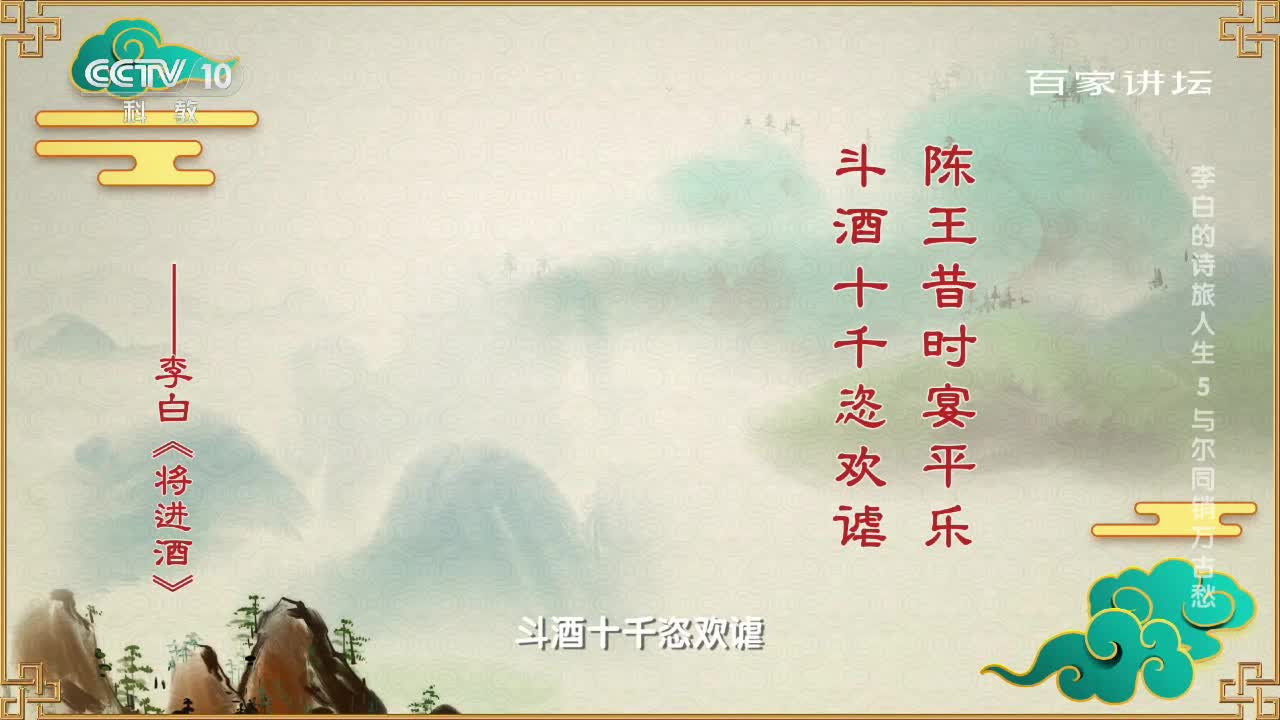 CCTV 10
科教
百家讲坛
李白的诗旅人生 5 与尔同销万古愁
陈王昔时宴平乐
斗酒十千恣欢谑
——李白《将进酒》
斗酒十千恣欢谑